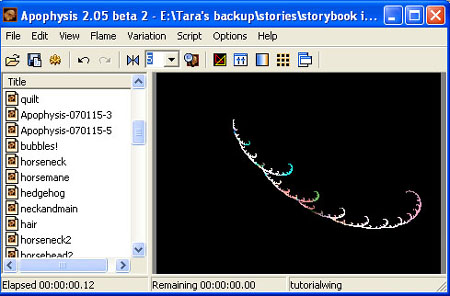 Apophysis 2.05 beta 2 - E:\Tara's backup\stories\storybook i...
File Edit View Flame Variation Script Options Help
5
Title
quilt
Apophysis-070115-3
Apophysis-070115-5
bubbles!
horseneck
horsemane
hedgehog
neckandmain
hair
horseneck2
horsehead2
Elapsed 00:00:00.12 Remaining 00:00:00.00 tutorialwing